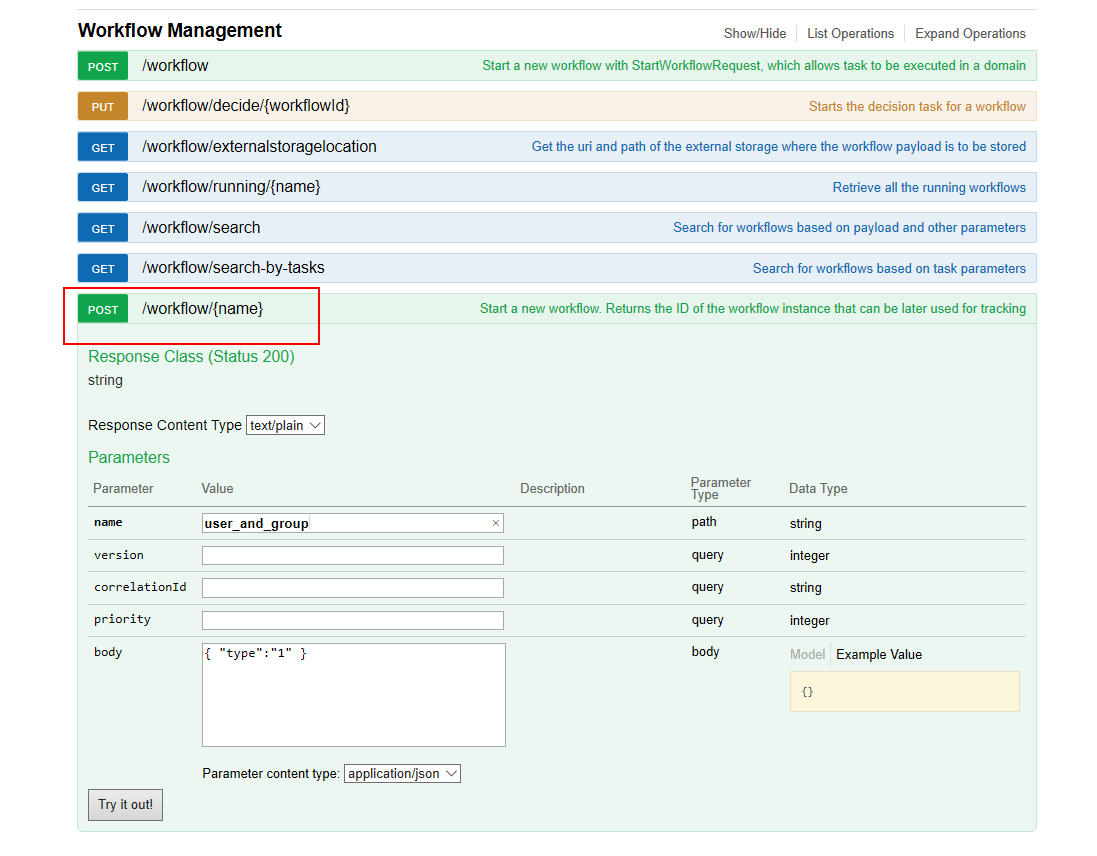 Workflow Management Show/Hide List Operations Expand Operations
POST /workflow Start a new workflow with StartWorkflowRequest, which allows task to be executed in a domain
PUT /workflow/decide/{workflowId} Starts the decision task for a workflow
GET /workflow/externalstoragelocation Get the uri and path of the external storage where the workflow payload is to be stored
GET /workflow/running/{name} Retrieve all the running workflows
GET /workflow/search Search for workflows based on payload and other parameters
GET /workflow/search-by-tasks Search for workflows based on task parameters
POST /workflow/{name} Start a new workflow. Returns the ID of the workflow instance that can be later used for tracking
Response Class (Status 200)
string
Response Content Type text/plain
Parameters
Parameter Value Description Parameter Type Data Type
name user_and_group × path string
version query integer
correlationId query string
priority query integer
body { "type":"1" } body Model Example Value
{}
Parameter content type: application/json
Try it out!